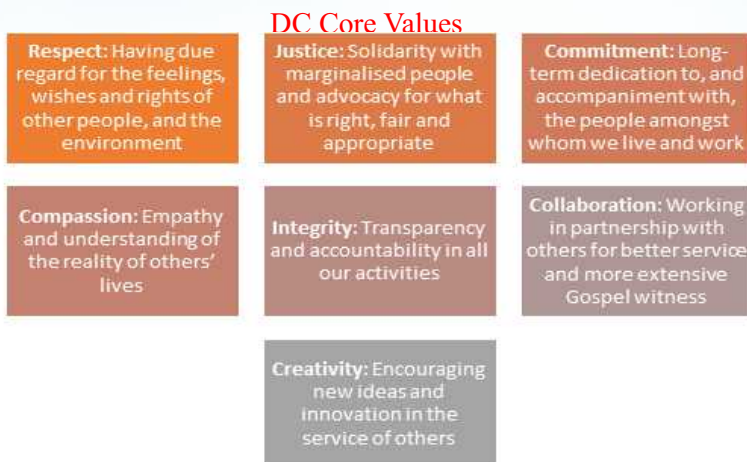 DC Core Values
Respect: Having due
regard for the feelings,
wishes and rights of
other people, and the
environment
Justice: Solidarity with
marginalised people
and advocacy for what
is right, fair and
appropriate
Commitment: Long-
term dedication to, and
accompaniment with,
the people amongst
whom we live and work
Compassion: Empathy
and understanding of
the reality of others'
lives
Integrity: Transparency
and accountability in all
our activities
Collaboration: Working
in partnership with
others for better service
and more extensive
Gospel witness
Creativity: Encouraging
new ideas and
innovation in the
service of others